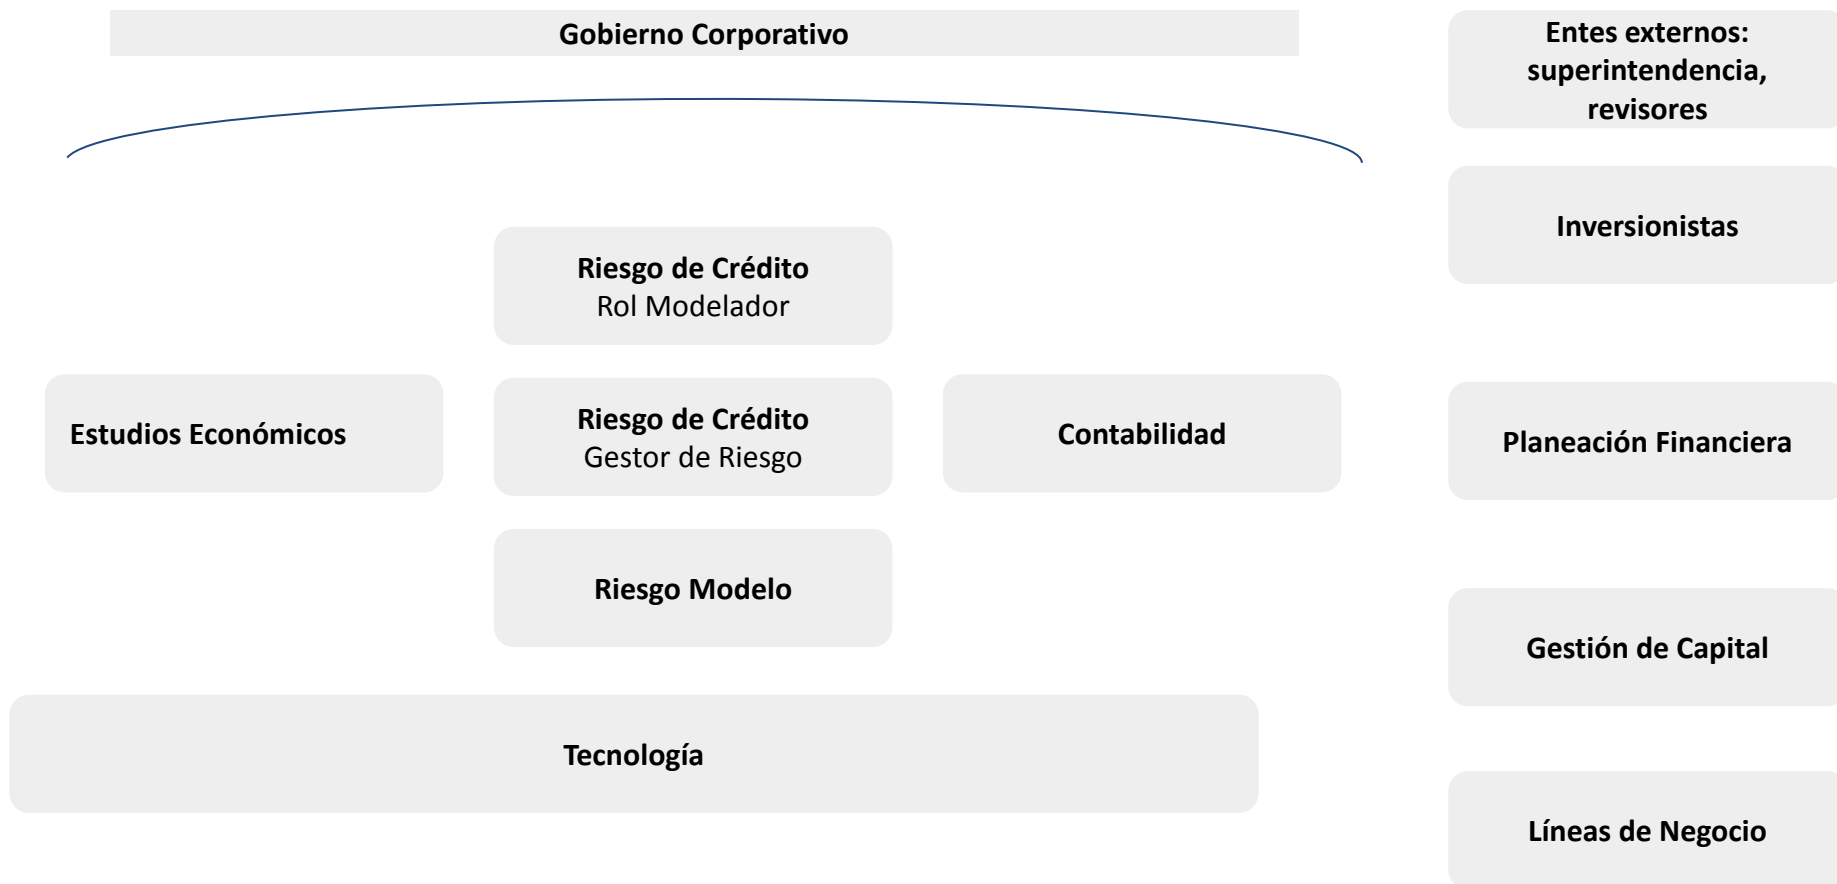 Gobierno Corporativo
Entes externos:
superintendencia,
revisores
Inversionistas
Riesgo de Crédito
Rol Modelador
Estudios Económicos
Riesgo de Crédito
Gestor de Riesgo
Contabilidad
Planeación Financiera
Riesgo Modelo
Gestión de Capital
Tecnología
Líneas de Negocio